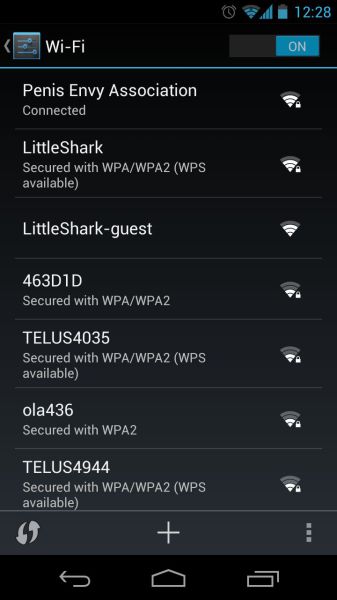 12:28
Wi-Fi
ON
Penis Envy Association
Connected
LittleShark
Secured with WPA/WPA2 (WPS
available)
LittleShark-guest
463D1D
Secured with WPA/WPA2
TELUS4035
Secured with WPA/WPA2 (WPS
available)
ola436
Secured with WPA2
TELUS4944
Secured with WPA/WPA2 (WPS
available)